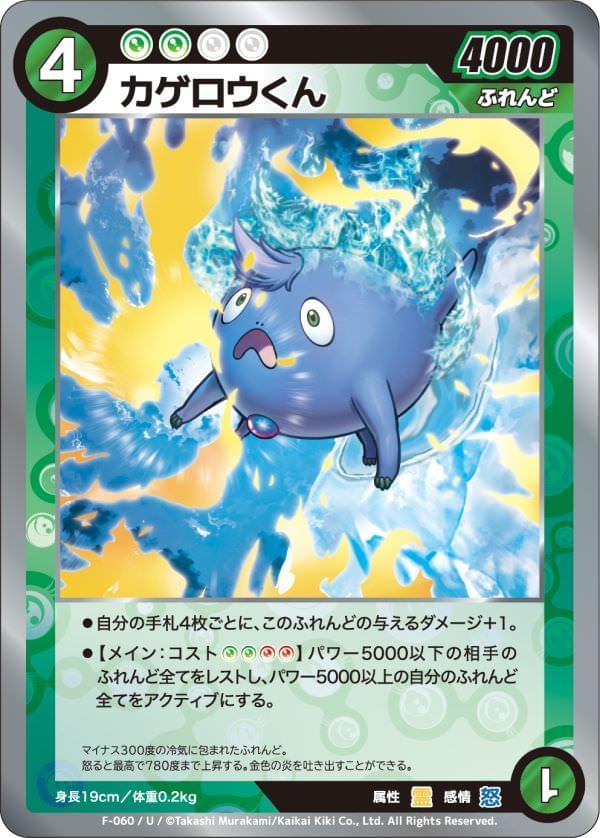 4
カゲロウくん
4000
ふれんど
●自分の手札4枚ごとに、このふれんどの与えるダメージ+1。
●【メイン:コスト】パワー5000以下の相手の
ふれんど全てをレストし、パワー5000以上の自分のふれんど
全てをアクティブにする。
マイナス300度の冷気に包まれたふれんど。
怒ると最高で780度まで上昇する。金色の炎を吐き出すことができる。
身長19cm/体重0.2kg
属性 霊 感情 怒
1
F-060 / U / ©Takashi Murakami/Kaikai Kiki Co., Ltd. All Rights Reserved.